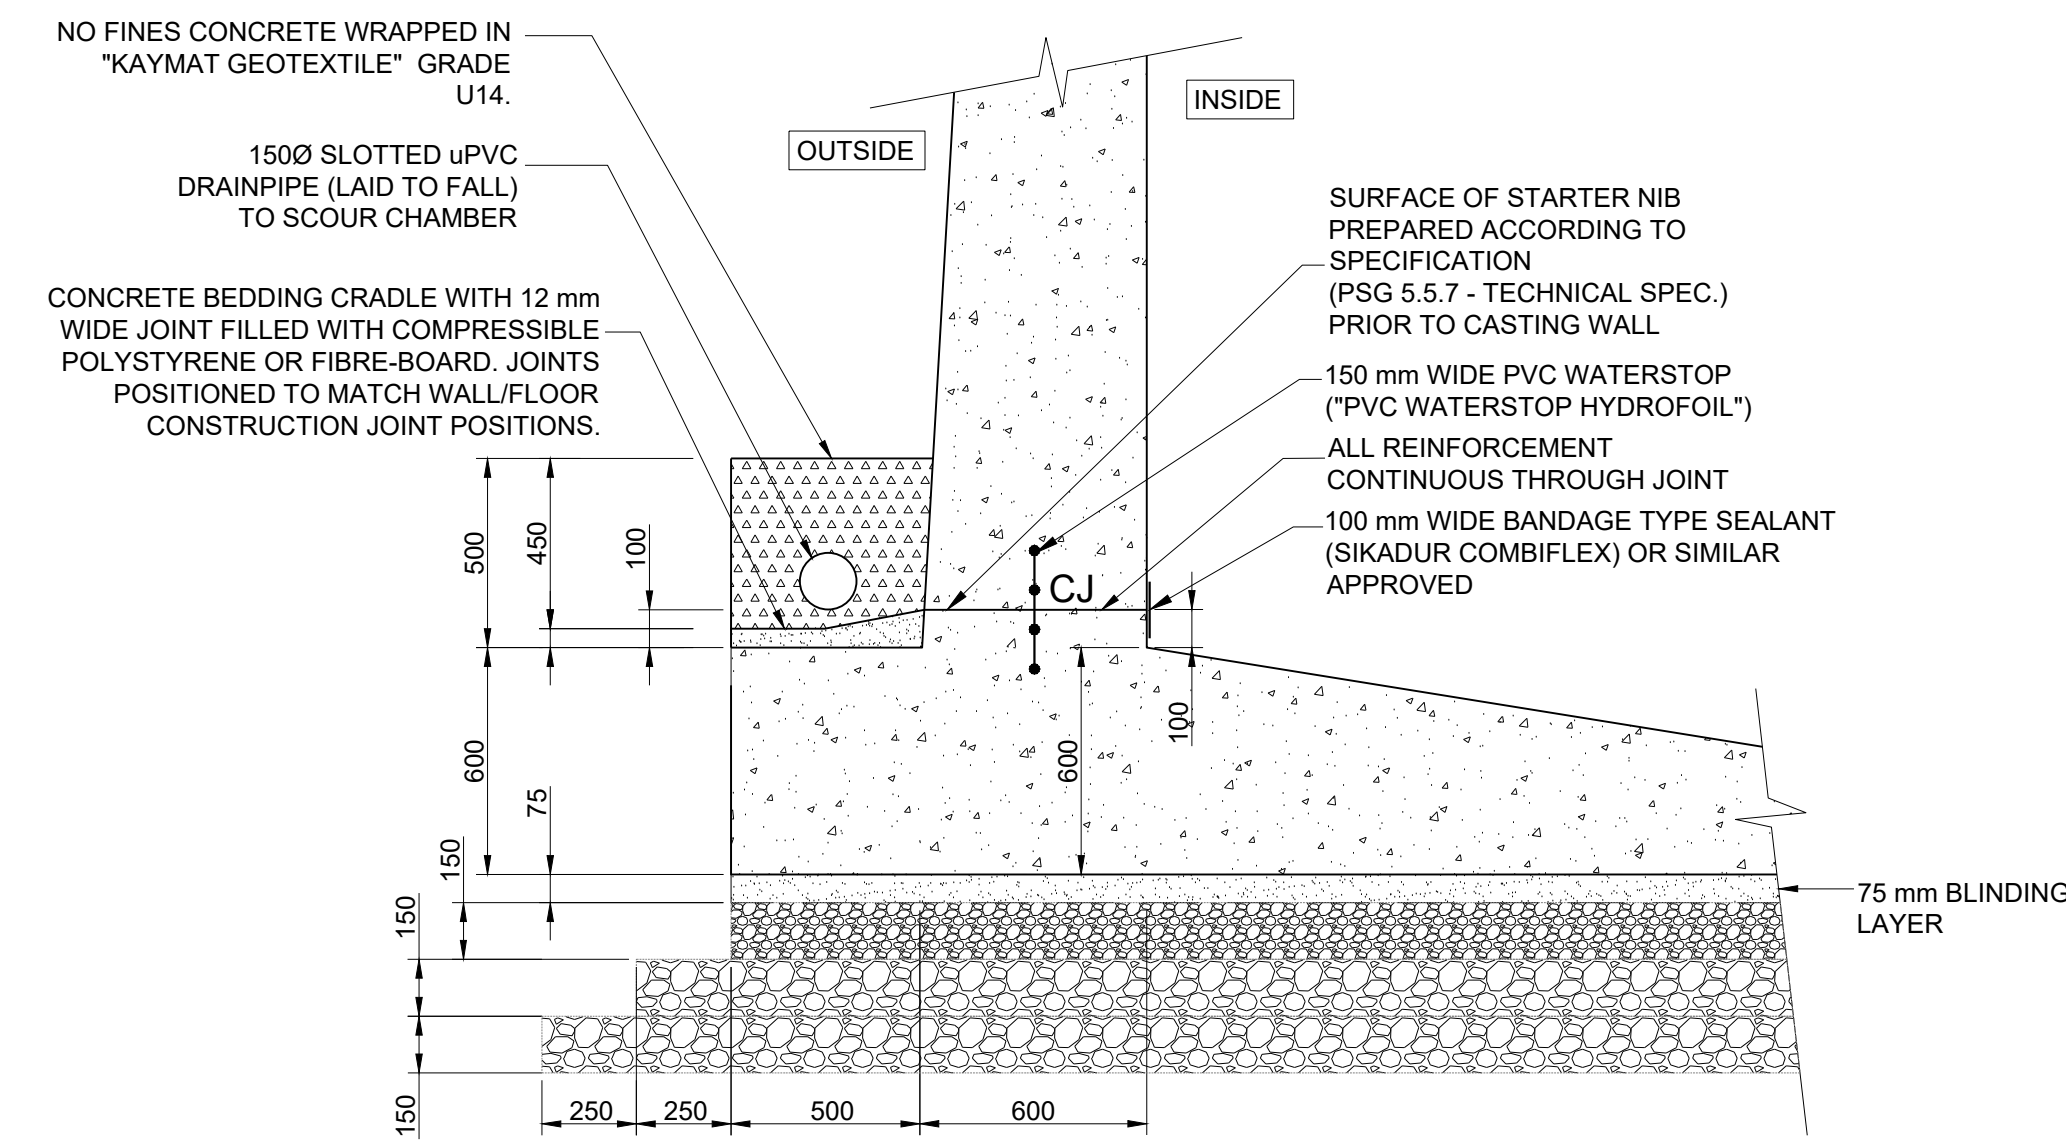 NO FINES CONCRETE WRAPPED IN
"KAYMAT GEOTEXTILE" GRADE
U14.
150Ø SLOTTED uPVC
DRAINPIPE (LAID TO FALL)
TO SCOUR CHAMBER
CONCRETE BEDDING CRADLE WITH 12 mm
WIDE JOINT FILLED WITH COMPRESSIBLE
POLYSTYRENE OR FIBRE-BOARD. JOINTS
POSITIONED TO MATCH WALL/FLOOR
CONSTRUCTION JOINT POSITIONS.
OUTSIDE
INSIDE
SURFACE OF STARTER NIB
PREPARED ACCORDING TO
SPECIFICATION
(PSG 5.5.7 - TECHNICAL SPEC.)
PRIOR TO CASTING WALL
150 mm WIDE PVC WATERSTOP
("PVC WATERSTOP HYDROFOIL")
ALL REINFORCEMENT
CONTINUOUS THROUGH JOINT
100 mm WIDE BANDAGE TYPE SEALANT
(SIKADUR COMBIFLEX) OR SIMILAR
APPROVED
CJ
500
450
100
600
75
150
150
150
600
100
75 mm BLINDING
LAYER
250
250
500
600